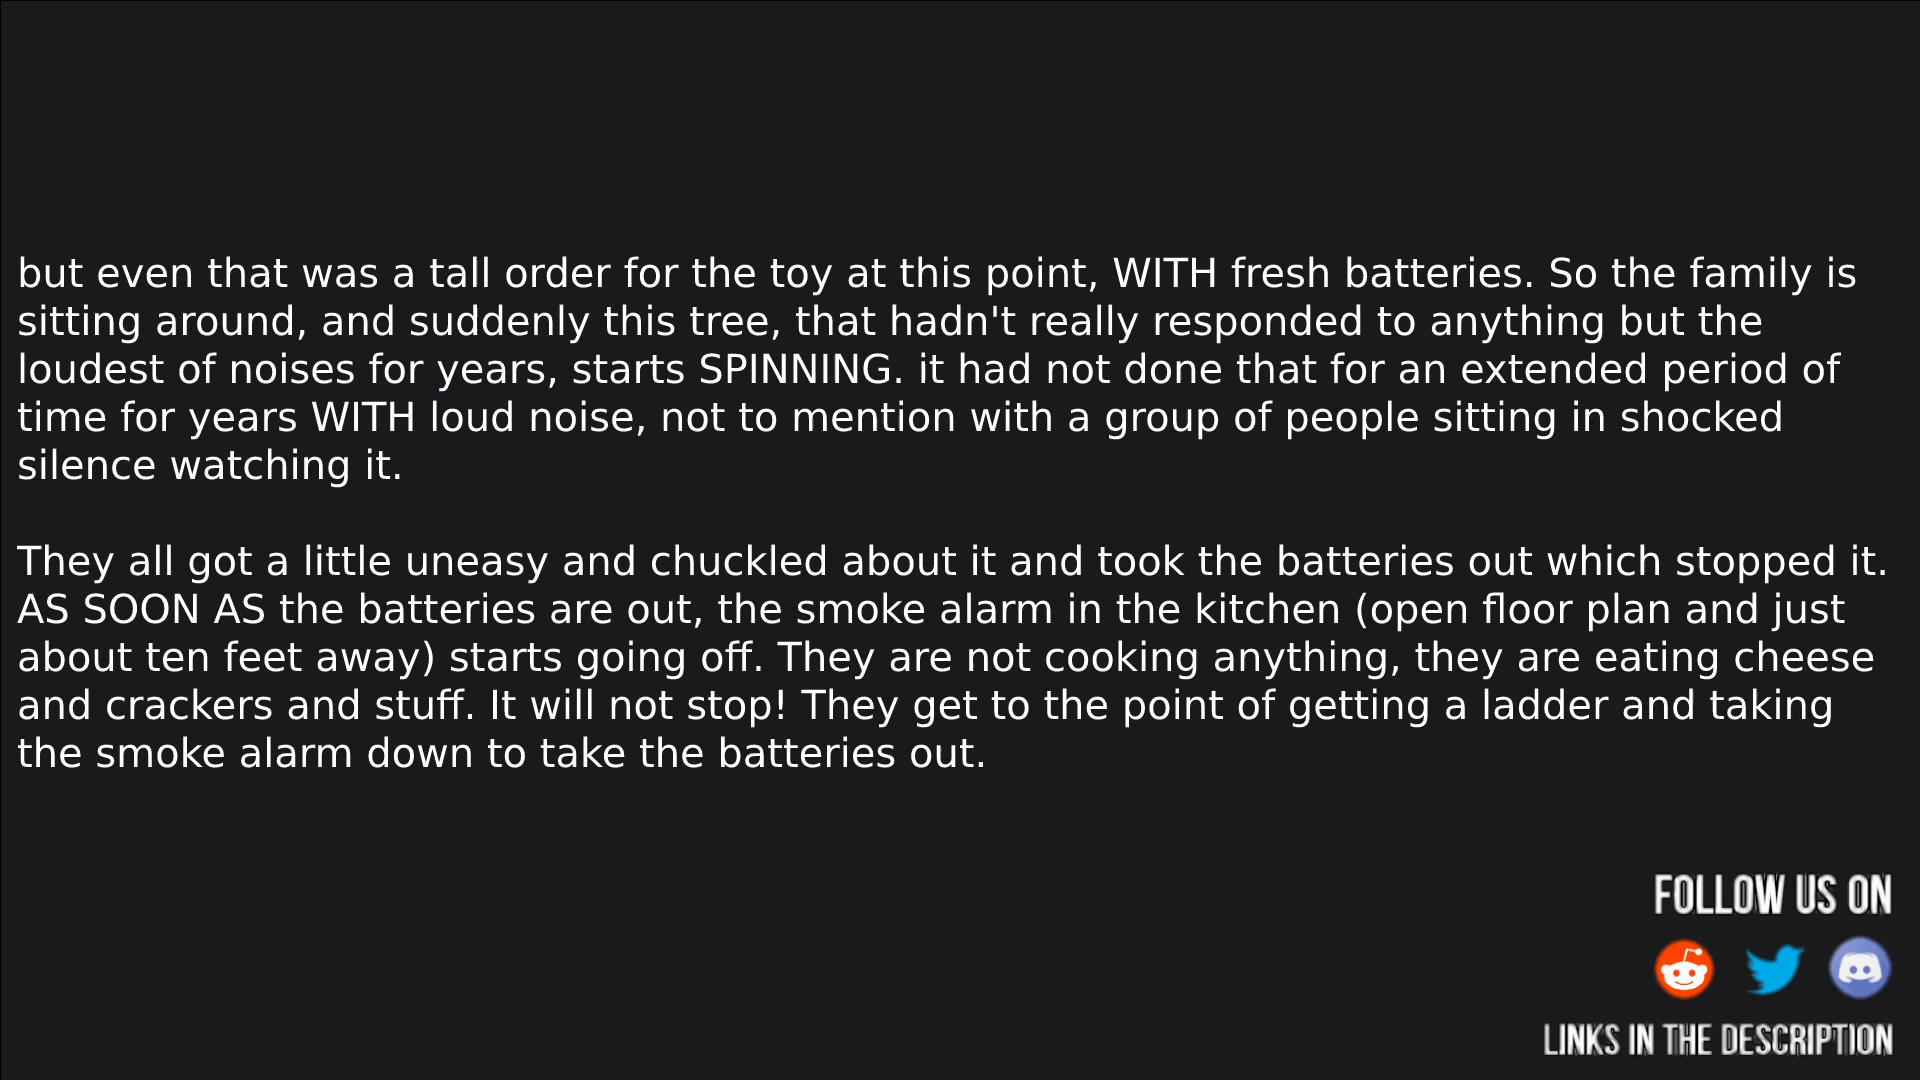 but even that was a tall order for the toy at this point, WITH fresh batteries. So the family is
sitting around, and suddenly this tree, that hadn't really responded to anything but the
loudest of noises for years, starts SPINNING. it had not done that for an extended period of
time for years WITH loud noise, not to mention with a group of people sitting in shocked
silence watching it.
They all got a little uneasy and chuckled about it and took the batteries out which stopped it.
AS SOON AS the batteries are out, the smoke alarm in the kitchen (open floor plan and just
about ten feet away) starts going off. They are not cooking anything, they are eating cheese
and crackers and stuff. It will not stop! They get to the point of getting a ladder and taking
the smoke alarm down to take the batteries out.
FOLLOW US ON
LINKS IN THE DESCRIPTION